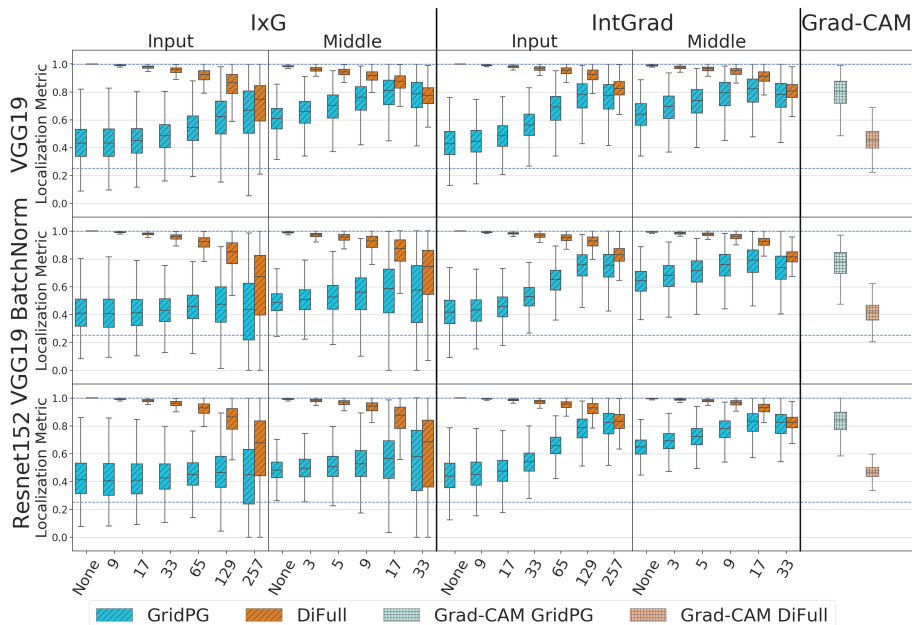 IxG IntGrad Grad-CAM
Input Middle Input Middle
VGG19
Localization Metric
1.0
0.8
0.6
0.4
0.2
0.0
VGG19 BatchNorm
Localization Metric
1.0
0.8
0.6
0.4
0.2
0.0
Resnet152
Localization Metric
1.0
0.8
0.6
0.4
0.2
0.0
None 9 17 33 65 129 257 None 3 5 9 17 33 None 9 17 33 65 129 257 None 3 5 9 17 33
GridPG DiFull Grad-CAM GridPG Grad-CAM DiFull